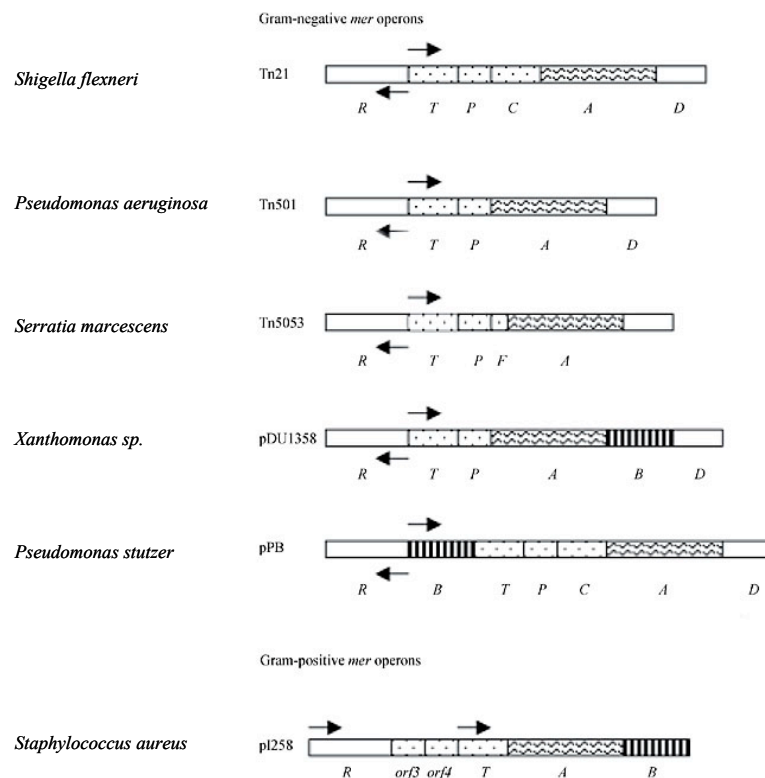 Gram-negative mer operons
Shigella flexneri Tn21
R T P C A D
Pseudomonas aeruginosa Tn501
R T P A D
Serratia marcescens Tn5053
R T P F A
Xanthomonas sp. pDU1358
R T P A B D
Pseudomonas stutzer pPB
R B T P C A D
Gram-positive mer operons
Staphylococcus aureus pI258
R orf3 orf4 T A B